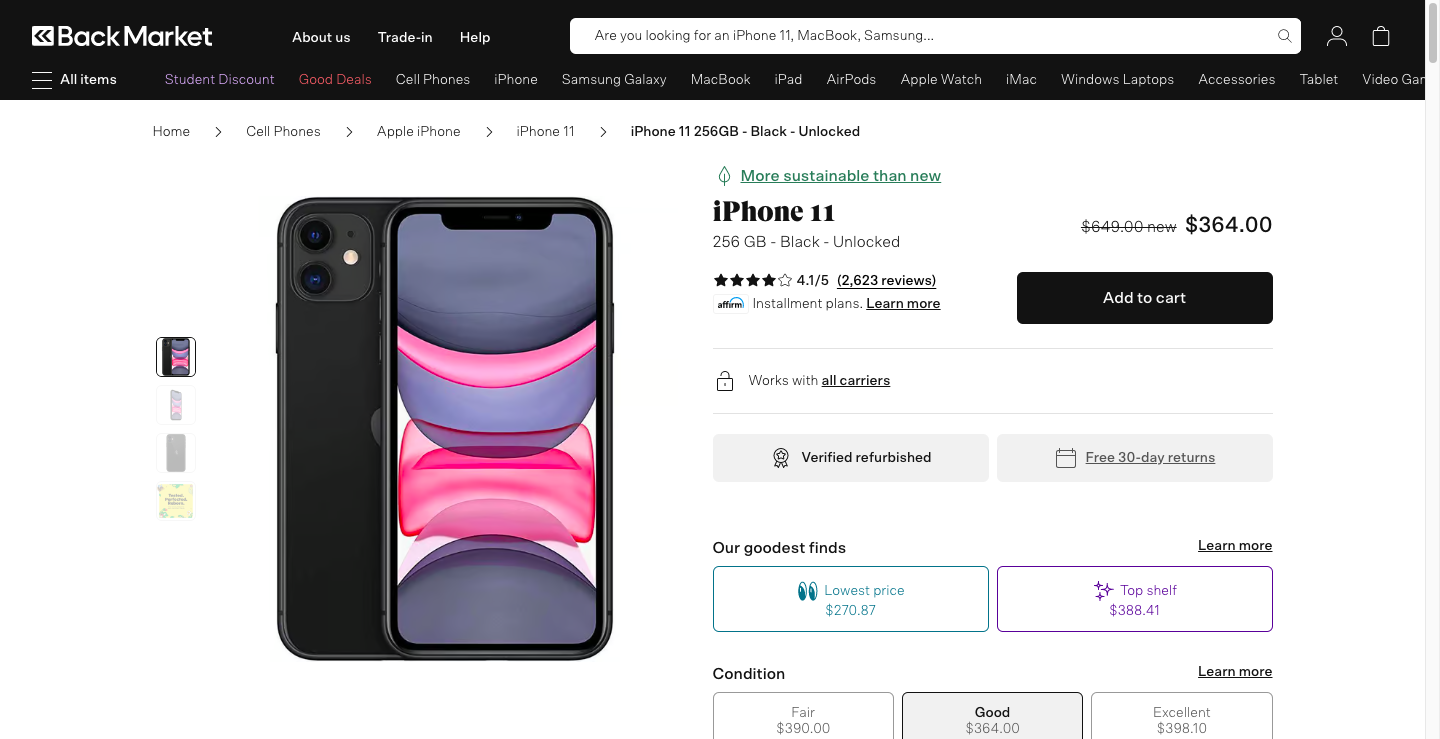 Back Market
About us
Trade-in
Help
Are you looking for an iPhone 11, MacBook, Samsung...
All items
Student Discount
Good Deals
Cell Phones
iPhone
Samsung Galaxy
MacBook
iPad
AirPods
Apple Watch
iMac
Windows Laptops
Accessories
Tablet
Video Gam
Home
Cell Phones
Apple iPhone
iPhone 11
iPhone 11 256GB - Black - Unlocked
More sustainable than new
iPhone 11
$649.00 new $364.00
256 GB - Black - Unlocked
4.1/5 (2,623 reviews)
affirm Installment plans. Learn more
Add to cart
Works with all carriers
Verified refurbished
Free 30-day returns
Our goodest finds
Learn more
Lowest price
$270.87
Top shelf
$388.41
Condition
Learn more
Fair
$390.00
Good
$364.00
Excellent
$398.10